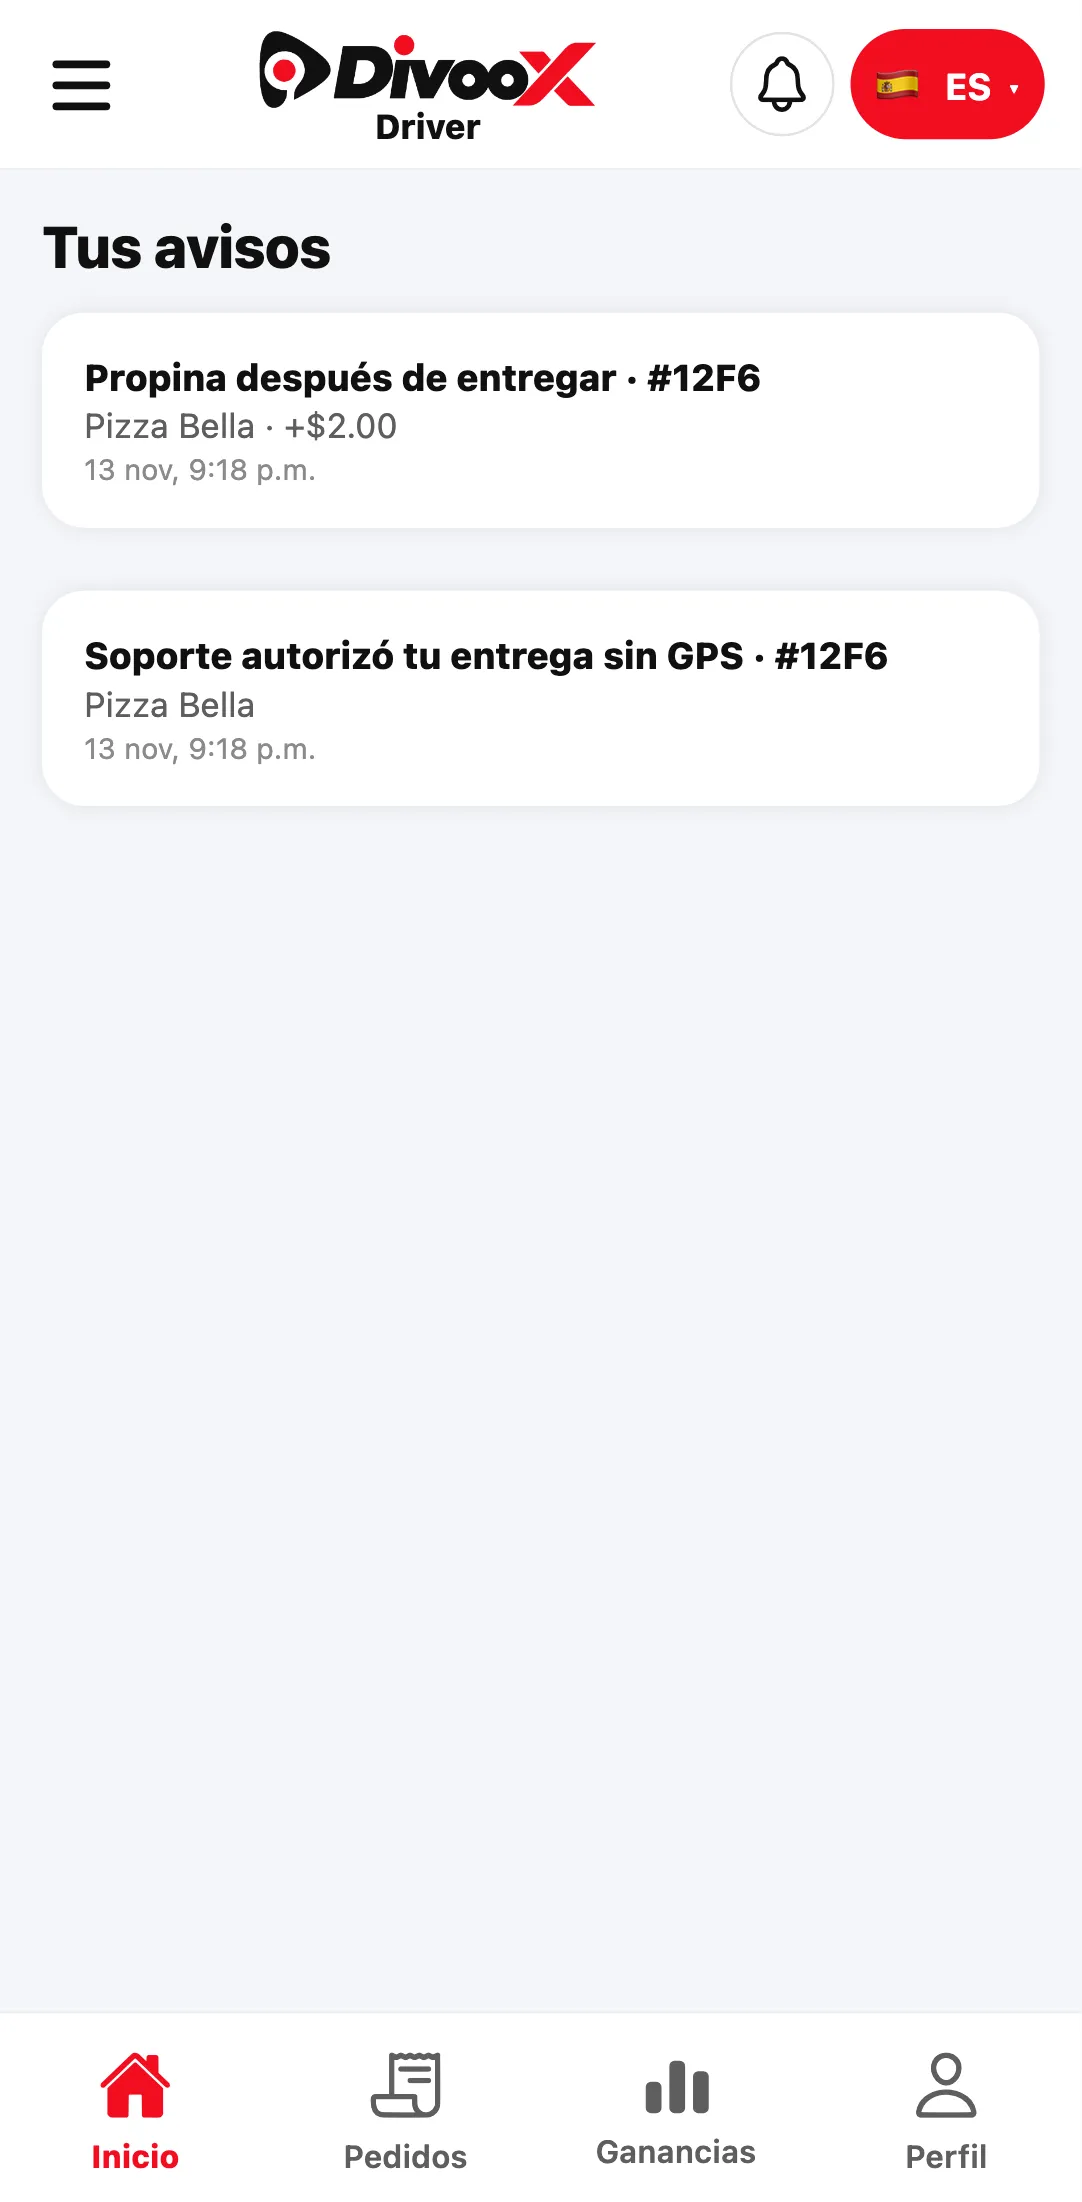 DivooX
Driver
ES
Tus avisos
Propina después de entregar · #12F6
Pizza Bella · +$2.00
13 nov, 9:18 p.m.
Soporte autorizó tu entrega sin GPS · #12F6
Pizza Bella
13 nov, 9:18 p.m.
Inicio
Pedidos
Ganancias
Perfil